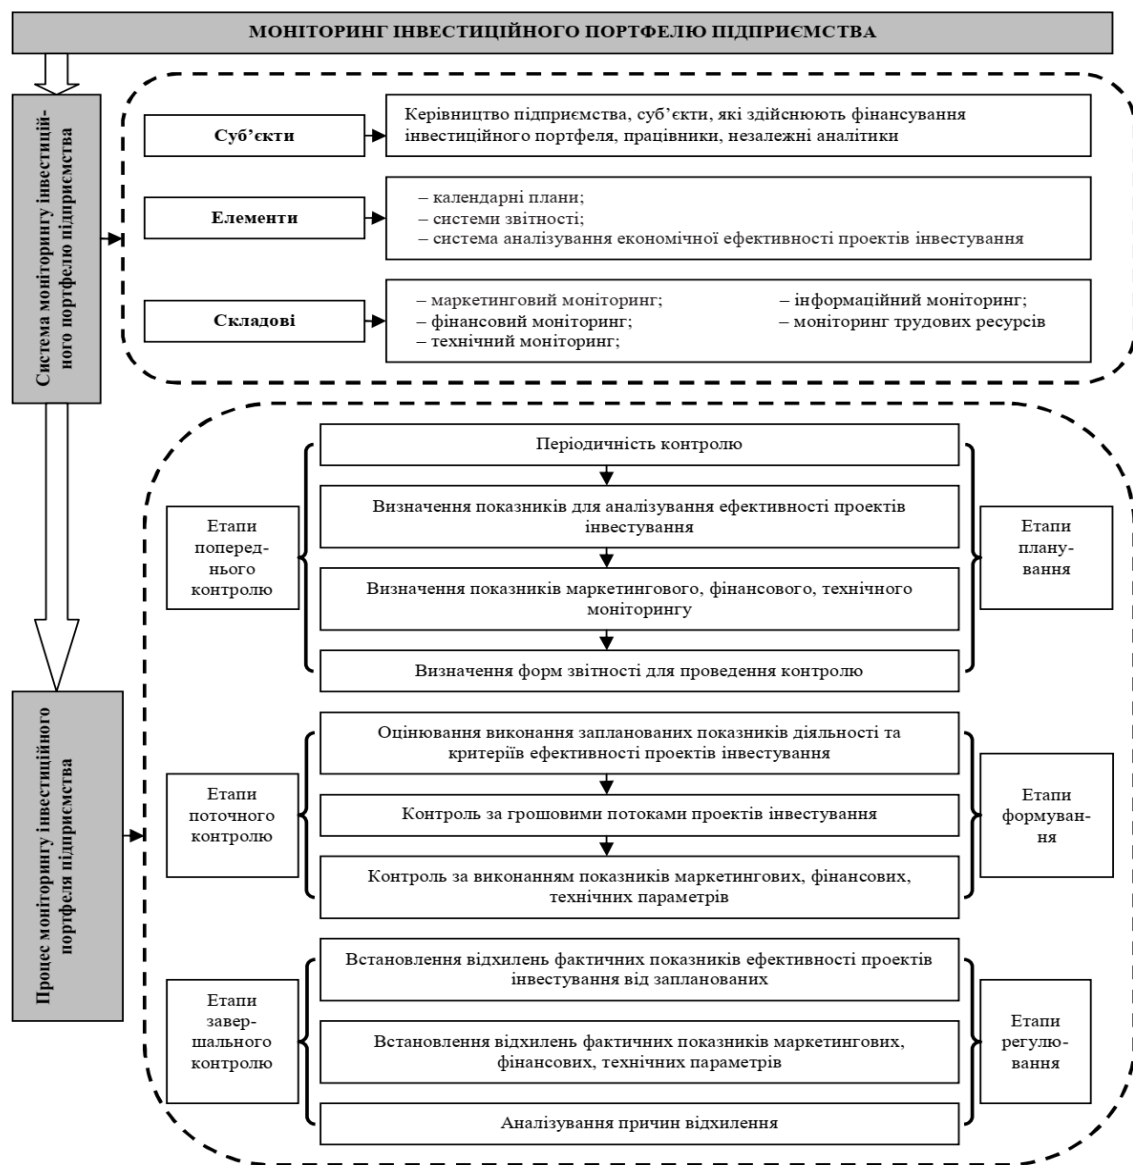 МОНІТОРИНГ ІНВЕСТИЦІЙНОГО ПОРТФЕЛЮ ПІДПРИЄМСТВА
Система моніторингу інвестицій-
ного портфелю підприємства
Суб’єкти
Керівництво підприємства, суб’єкти, які здійснюють фінансування
інвестиційного портфеля, працівники, незалежні аналітики
Елементи
– календарні плани;
– системи звітності;
– система аналізування економічної ефективності проектів інвестування
Складові
– маркетинговий моніторинг;
– фінансовий моніторинг;
– технічний моніторинг;
– інформаційний моніторинг;
– моніторинг трудових ресурсів
Процес моніторингу інвестиційного
портфеля підприємства
Етапи
поперед-
нього
контролю
Періодичність контролю
Визначення показників для аналізування ефективності проектів
інвестування
Визначення показників маркетингового, фінансового, технічного
моніторингу
Визначення форм звітності для проведення контролю
Етапи
плану-
вання
Етапи
поточного
контролю
Оцінювання виконання запланованих показників діяльності та
критеріїв ефективності проектів інвестування
Контроль за грошовими потоками проектів інвестування
Контроль за виконанням показників маркетингових, фінансових,
технічних параметрів
Етапи
формуван-
ня
Етапи
завер-
шального
контролю
Встановлення відхилень фактичних показників ефективності проектів
інвестування від запланованих
Встановлення відхилень фактичних показників маркетингових,
фінансових, технічних параметрів
Аналізування причин відхилення
Етапи
регулю-
вання